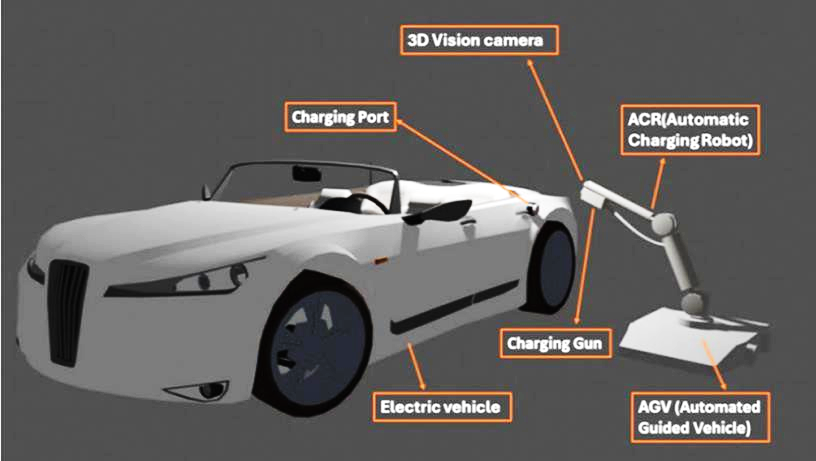 3D Vision camera
Charging Port
ACR(Automatic
Charging Robot)
Charging Gun
Electric vehicle
AGV (Automated
Guided Vehicle)